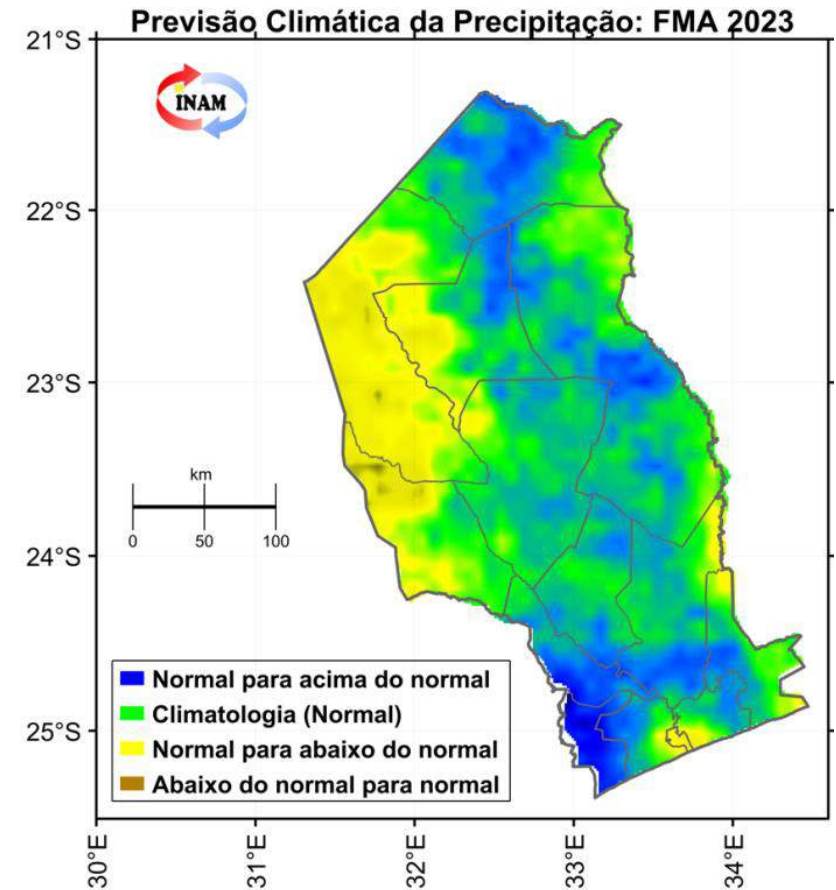 Previsão Climática da Precipitação: FMA 2023
21°S
INAM
22°S
23°S
km
0 50 100
24°S
Normal para acima do normal
Climatologia (Normal)
25°S
Normal para abaixo do normal
Abaixo do normal para normal
30°E 31°E 32°E 33°E 34°E